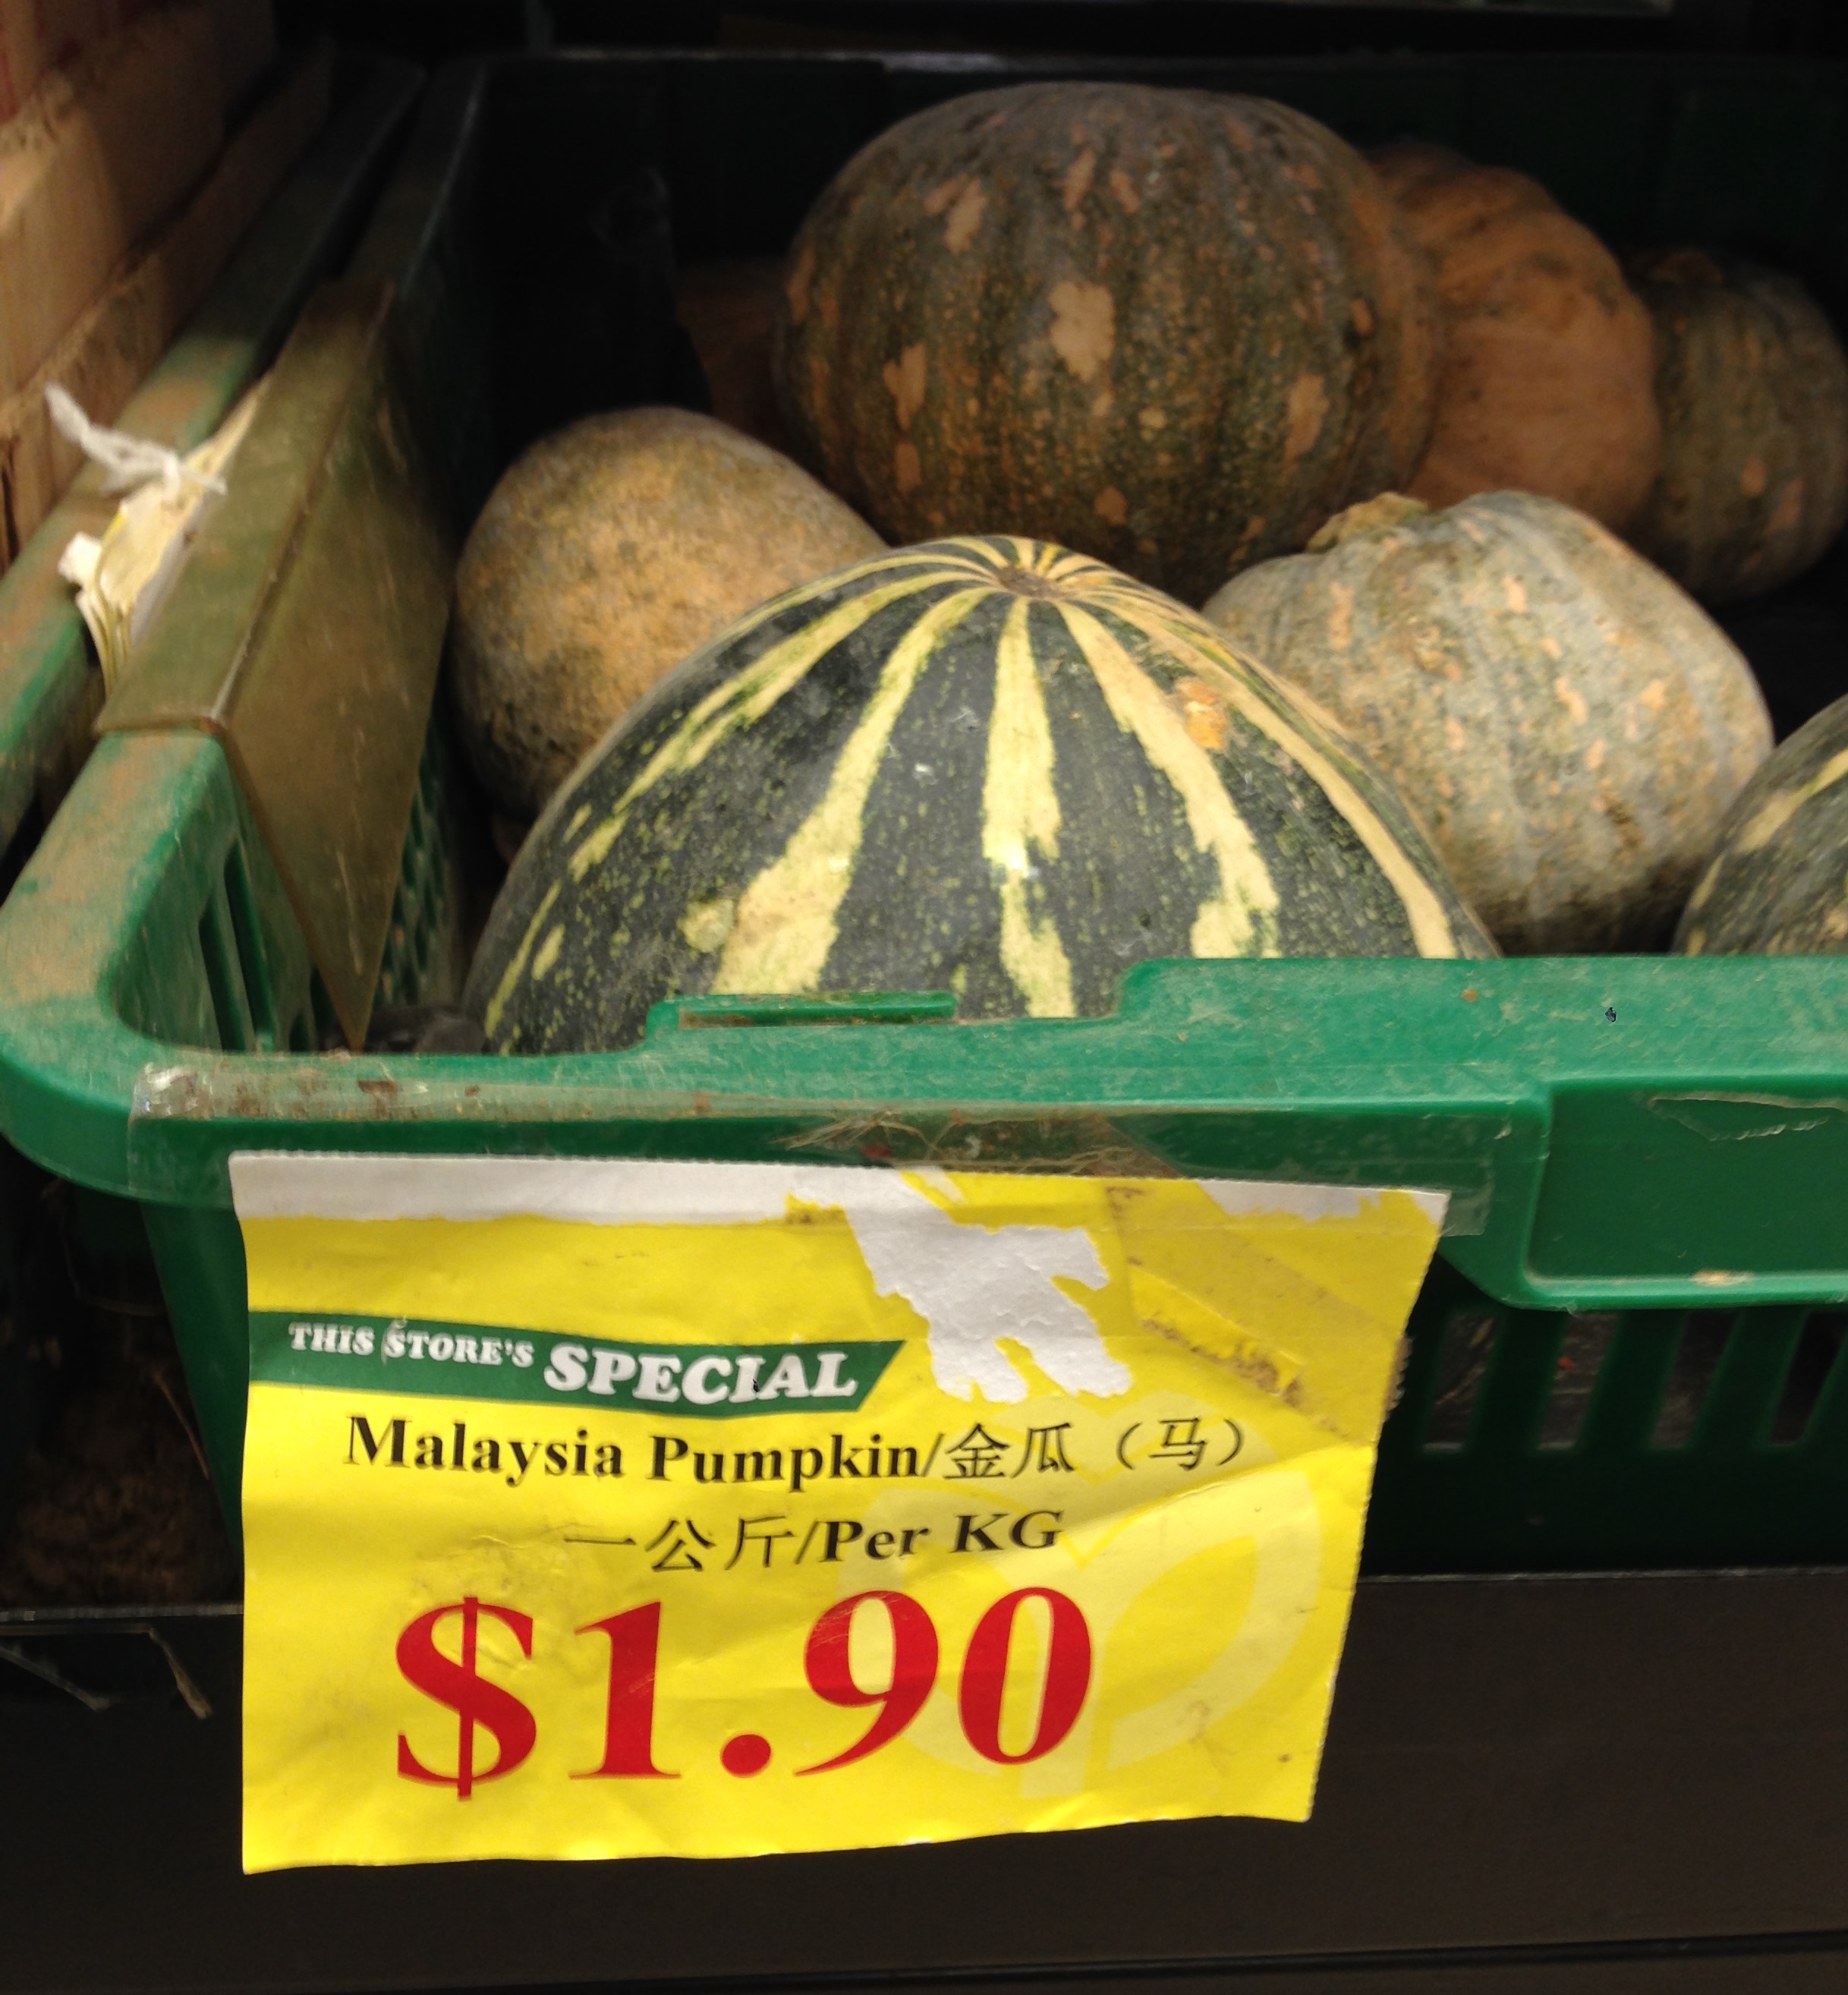 THIS STORE'S SPECIAL
Malaysia Pumpkin/金瓜（马）
一公斤/Per KG
$1.90